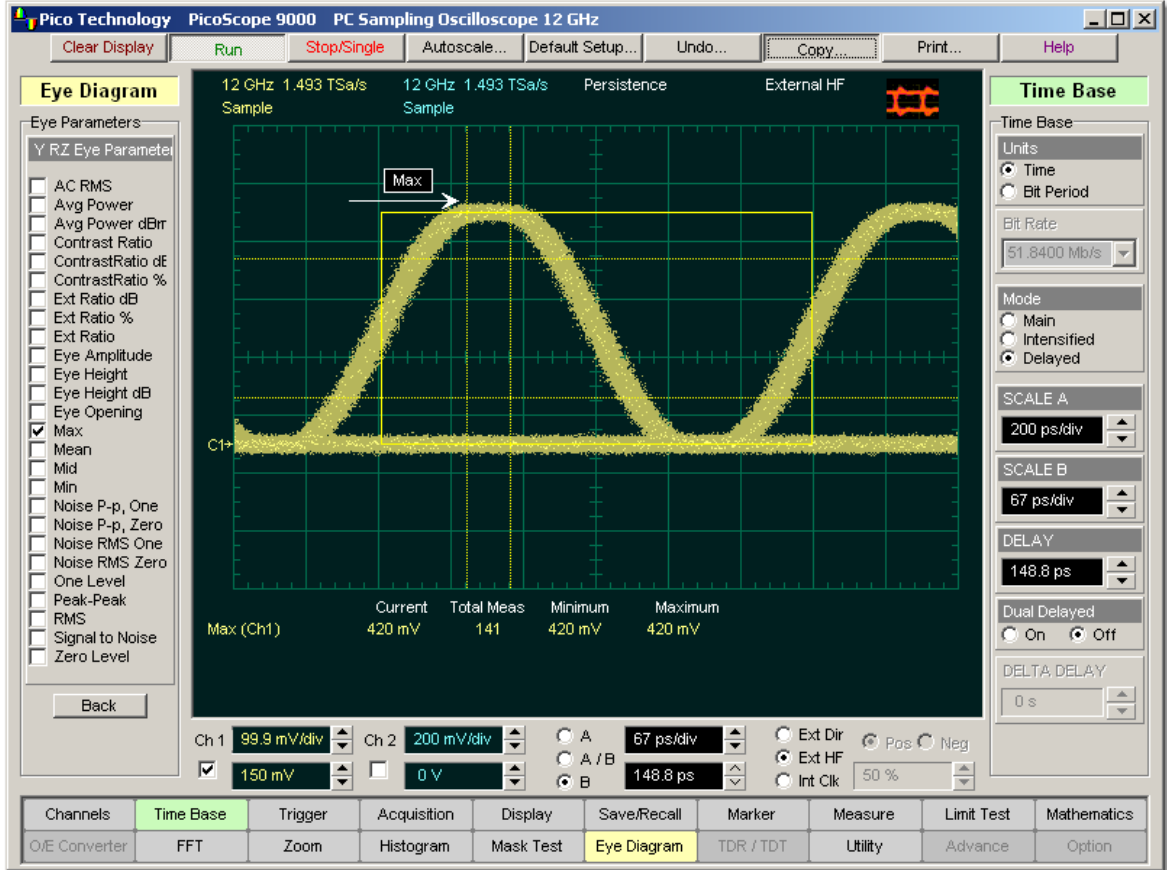 Pico Technology PicoScope 9000 PC Sampling Oscilloscope 12 GHz
Clear Display Run Stop/Single Autoscale... Default Setup... Undo... Copy... Print... Help
Eye Diagram
Eye Parameters
Y RZ Eye Parameter
AC RMS
Avg Power
Avg Power dBm
Contrast Ratio
ContrastRatio dE
ContrastRatio %
Ext Ratio dB
Ext Ratio %
Ext Ratio
Eye Amplitude
Eye Height
Eye Height dB
Eye Opening
Max
Mean
Mid
Min
Noise P-p, One
Noise P-p, Zero
Noise RMS One
Noise RMS Zero
One Level
Peak-Peak
RMS
Signal to Noise
Zero Level
Back
12 GHz 1.493 TSa/s 12 GHz 1.493 TSa/s Persistence External HF
Sample Sample
Max
C1
Current Total Meas Minimum Maximum
Max (Ch1) 420 mV 141 420 mV 420 mV
Time Base
Time Base
Units
Time
Bit Period
Bit Rate
51.8400 Mb/s
Mode
Main
Intensified
Delayed
SCALE A
200 ps/div
SCALE B
67 ps/div
DELAY
148.8 ps
Dual Delayed
On Off
DELTA DELAY
0 s
Ch 1 99.9 mV/div Ch 2 200 mV/div A 67 ps/div Ext Dir Pos Neg
A / B Ext HF
150 mV 0 V B 148.8 ps Int Clk 50 %
Channels Time Base Trigger Acquisition Display Save/Recall Marker Measure Limit Test Mathematics
O/E Converter FFT Zoom Histogram Mask Test Eye Diagram TDR / TDT Utility Advance Option